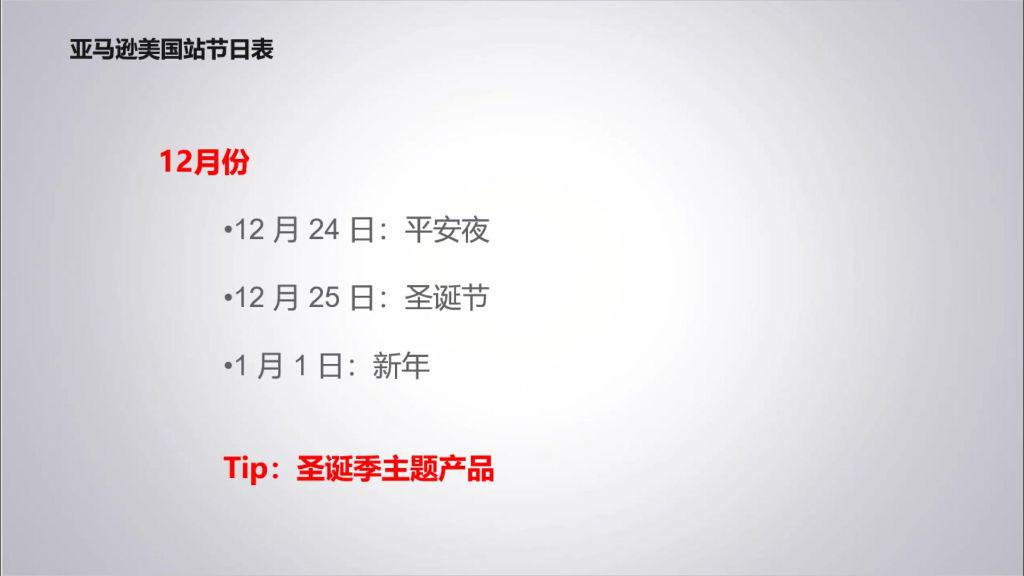 亚马逊美国站节日表
12月份
•12 月 24 日：平安夜
•12 月 25 日：圣诞节
•1 月 1 日：新年
Tip：圣诞季主题产品